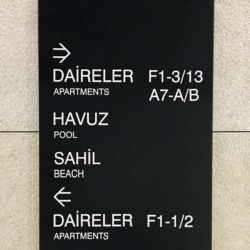 DAİRELER F1-3/13
APARTMENTS A7-A/B
HAVUZ
POOL
SAHİL
BEACH
DAİRELER F1-1/2
APARTMENTS